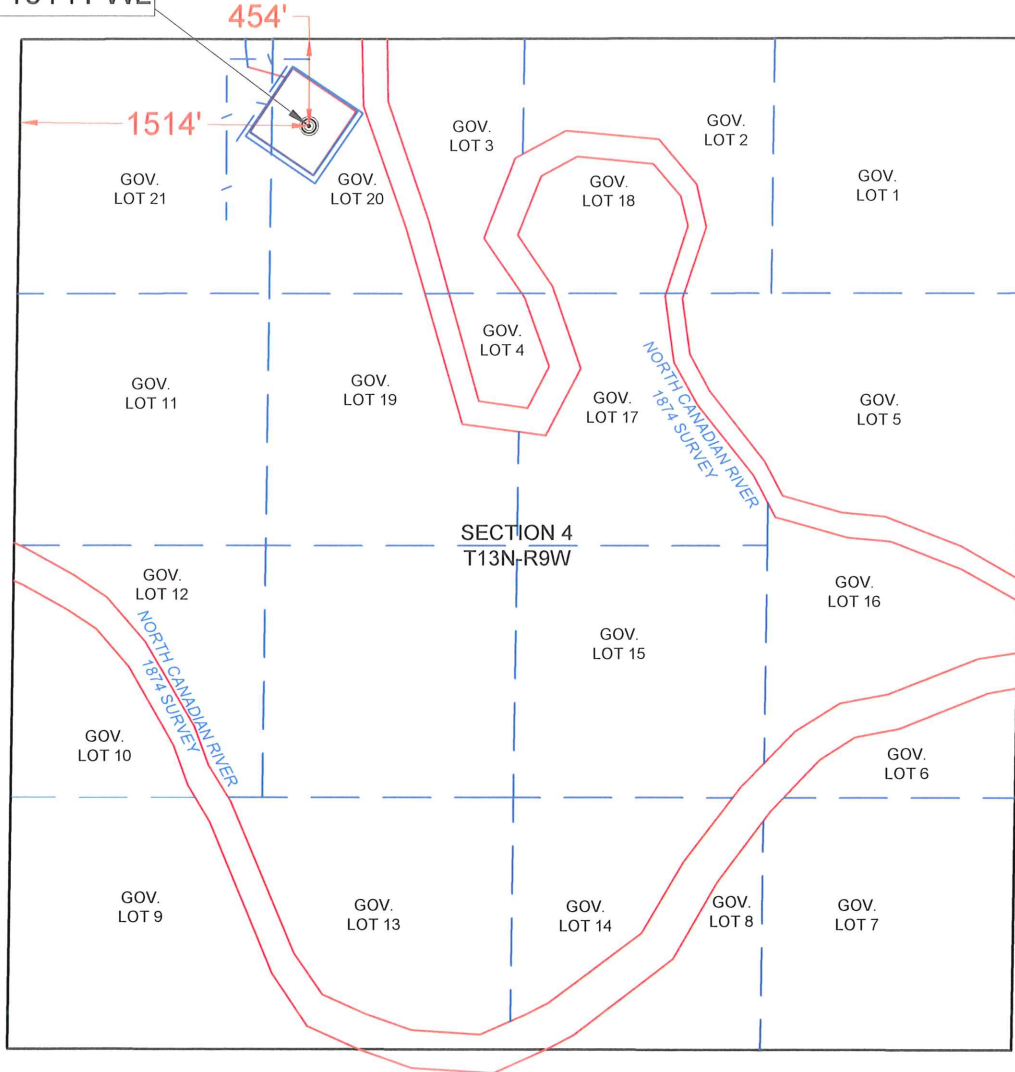 454'
1514'
GOV.
LOT 3
GOV.
LOT 2
GOV.
LOT 21
GOV.
LOT 20
GOV.
LOT 18
GOV.
LOT 1
GOV.
LOT 4
GOV.
LOT 11
GOV.
LOT 19
GOV.
LOT 17
NORTH CANADIAN RIVER
1874 SURVEY
GOV.
LOT 5
SECTION 4
T13N-R9W
GOV.
LOT 12
GOV.
LOT 16
NORTH CANADIAN RIVER
1874 SURVEY
GOV.
LOT 15
GOV.
LOT 10
GOV.
LOT 6
GOV.
LOT 9
GOV.
LOT 13
GOV.
LOT 14
GOV.
LOT 8
GOV.
LOT 7